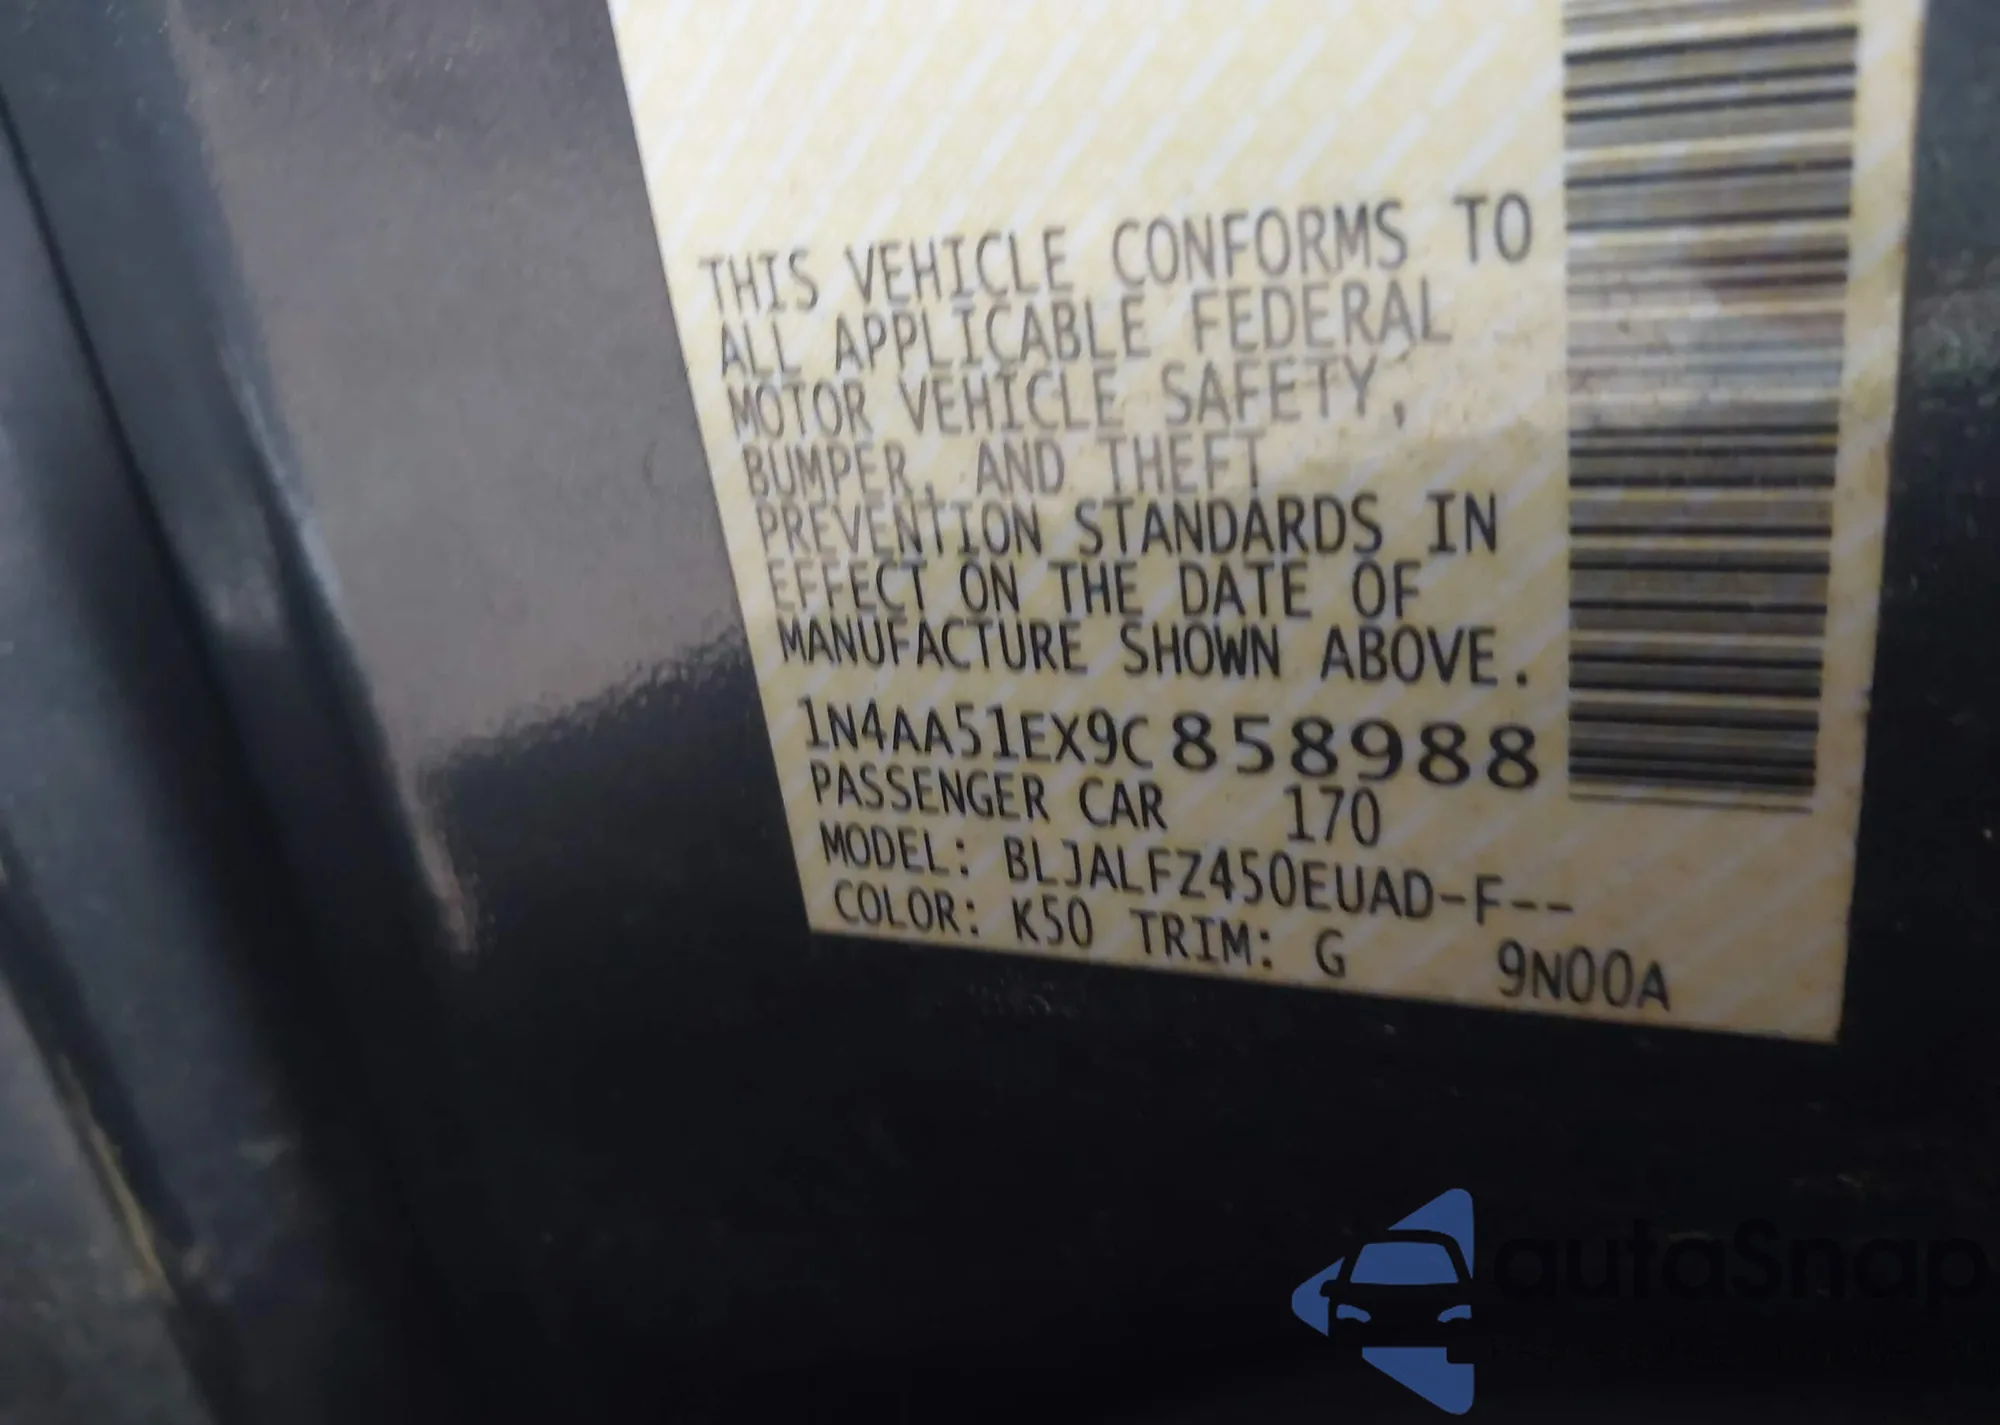 THIS VEHICLE CONFORMS TO
ALL APPLICABLE FEDERAL
MOTOR VEHICLE SAFETY,
BUMPER, AND THEFT
PREVENTION STANDARDS IN
EFFECT ON THE DATE OF
MANUFACTURE SHOWN ABOVE.
1N4AA51EX9C858988
PASSENGER CAR 170
MODEL: BLJALFZ450EUAD-F--
COLOR: K50 TRIM: G 9N00A
autaSnap